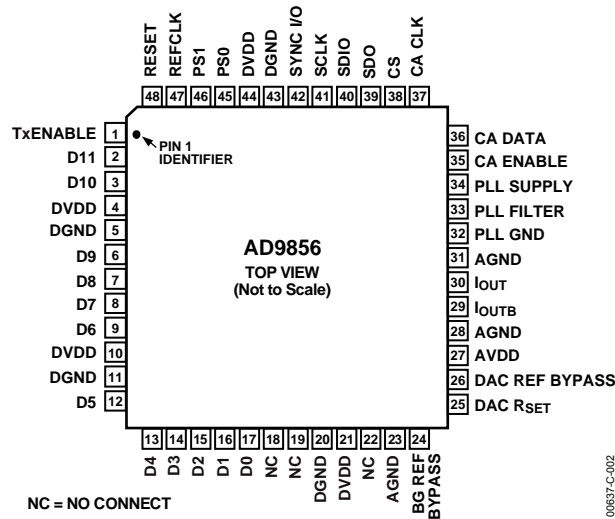 RESET
REFCLK
PS1
PS0
DVDD
DGND
SYNC I/O
SCLK
SDIO
SDO
CS
CA CLK
48 47 46 45 44 43 42 41 40 39 38 37
TxENABLE 1
D11 2
D10 3
DVDD 4
DGND 5
D9 6
D8 7
D7 8
D6 9
DVDD 10
DGND 11
D5 12
PIN 1
IDENTIFIER
AD9856
TOP VIEW
(Not to Scale)
36 CA DATA
35 CA ENABLE
34 PLL SUPPLY
33 PLL FILTER
32 PLL GND
31 AGND
30 IOUT
29 IOUTB
28 AGND
27 AVDD
26 DAC REF BYPASS
25 DAC RSET
13 14 15 16 17 18 19 20 21 22 23 24
D4
D3
D2
D1
D0
NC
NC
DGND
DVDD
NC
AGND
BG REF
BYPASS
NC = NO CONNECT
00637-C-002